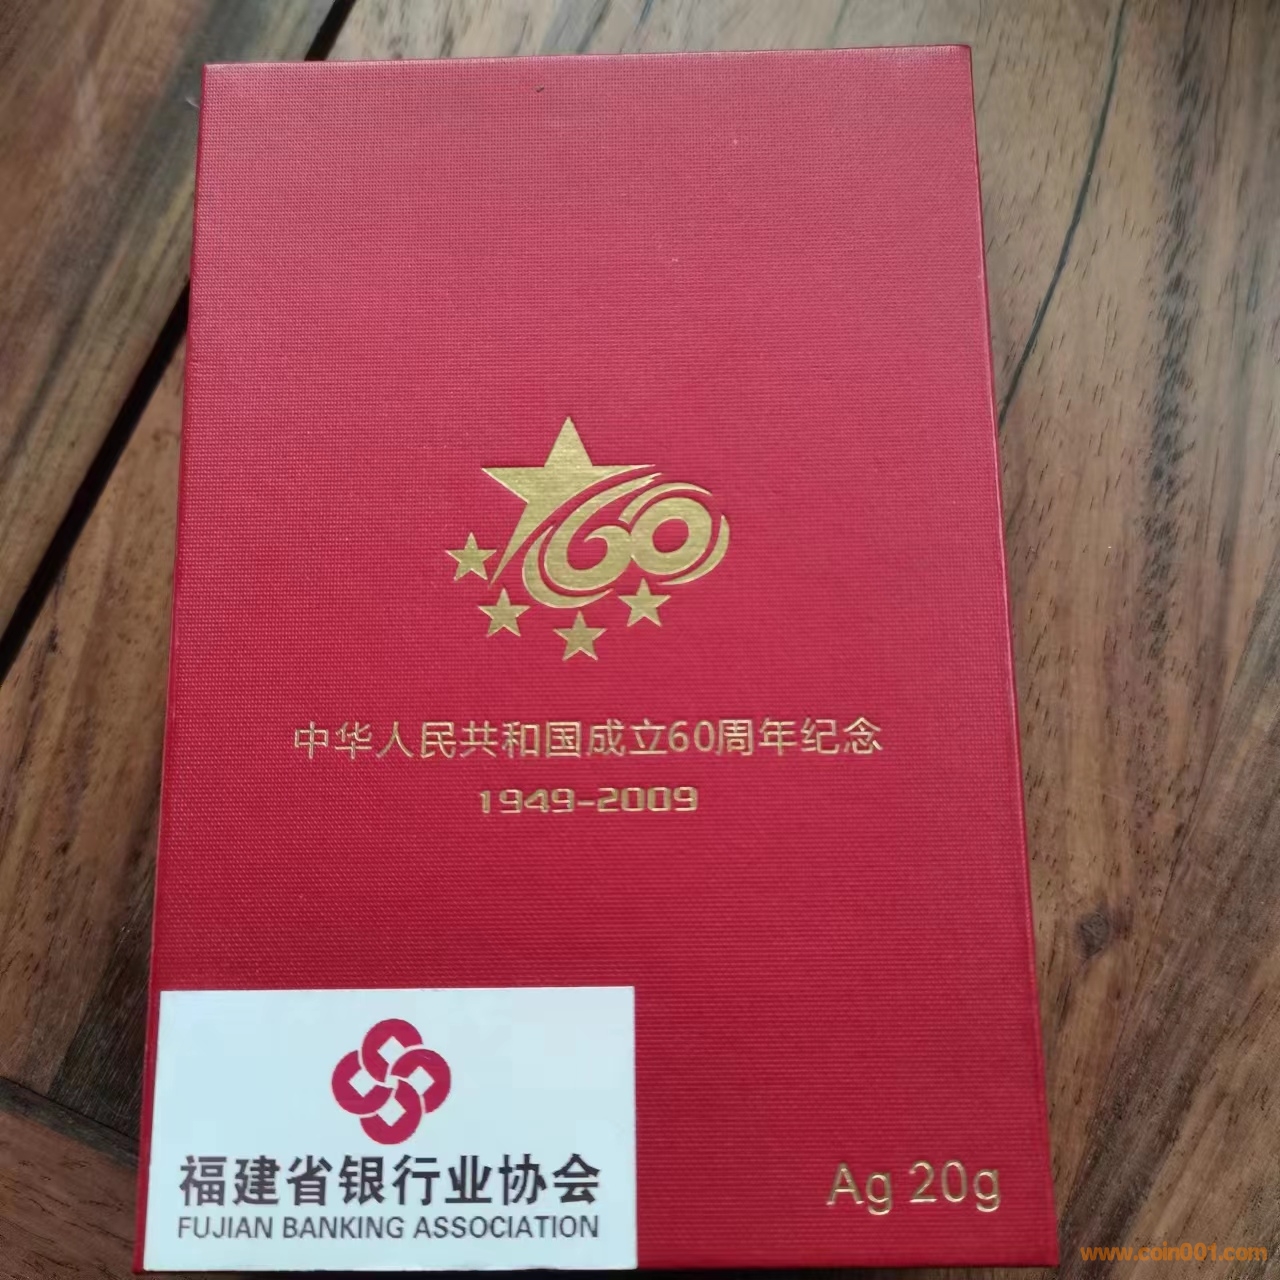 60
中华人民共和国成立60周年纪念
1949-2009
福建省银行业协会
FUJIAN BANKING ASSOCIATION
Ag 20g
www.coin001.com